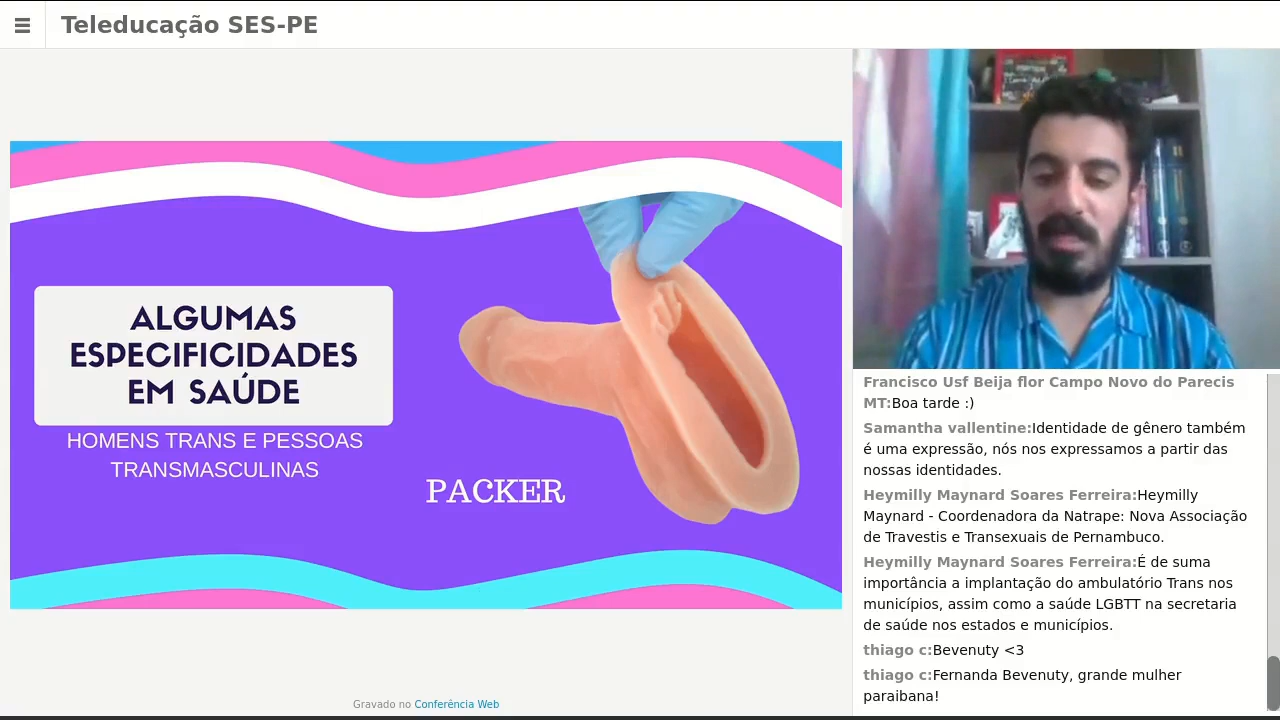 Teleducação SES-PE
ALGUMAS
ESPECIFICIDADES
EM SAÚDE
HOMENS TRANS E PESSOAS
TRANSMASCULINAS
PACKER
Gravado no Conferência Web
Francisco Usf Beija flor Campo Novo do Parecis
MT:Boa tarde :)
Samantha vallentine:Identidade de gênero também
é uma expressão, nós nos expressamos a partir das
nossas identidades.
Heymilly Maynard Soares Ferreira:Heymilly
Maynard - Coordenadora da Natrape: Nova Associação
de Travestis e Transexuais de Pernambuco.
Heymilly Maynard Soares Ferreira:É de suma
importância a implantação do ambulatório Trans nos
municípios, assim como a saúde LGBTT na secretaria
de saúde nos estados e municípios.
thiago c:Bevenuty <3
thiago c:Fernanda Bevenuty, grande mulher
paraibana!